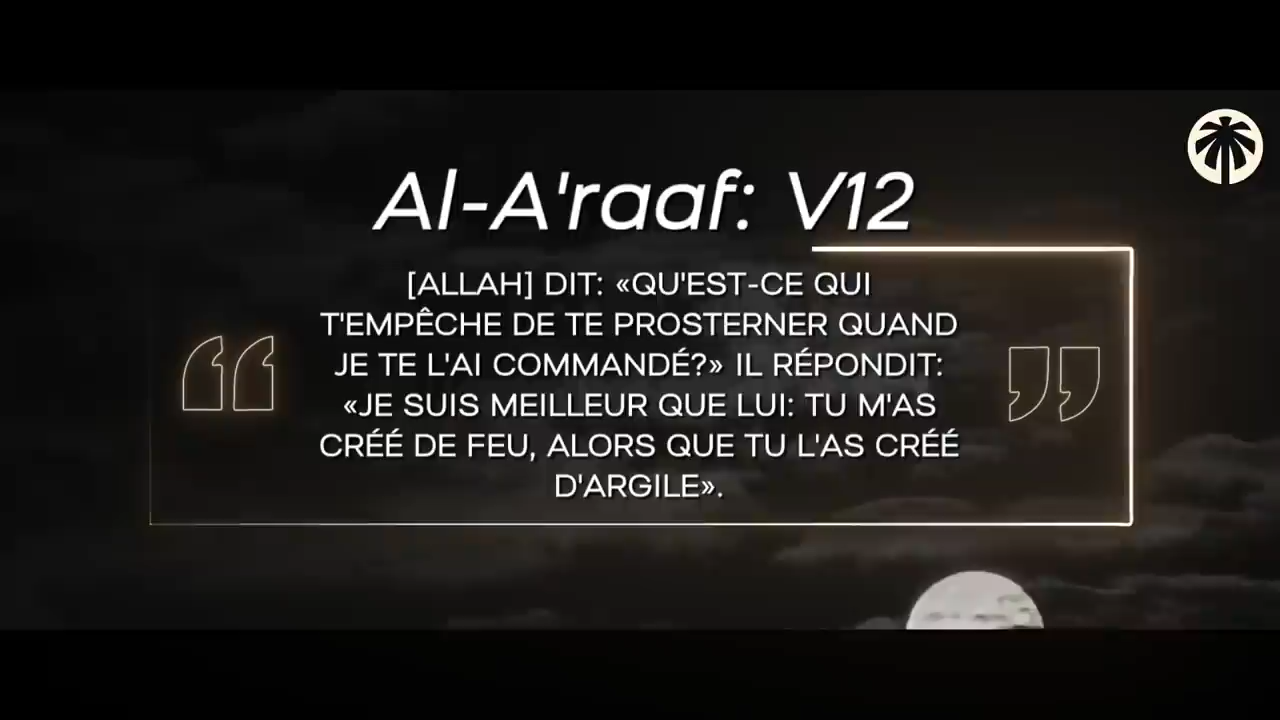 Al-A'raaf: V12
[ALLAH] DIT: «QU'EST-CE QUI
T'EMPÊCHE DE TE PROSTERNER QUAND
JE TE L'AI COMMANDÉ?» IL RÉPONDIT:
«JE SUIS MEILLEUR QUE LUI: TU M'AS
CRÉÉ DE FEU, ALORS QUE TU L'AS CRÉÉ
D'ARGILE».